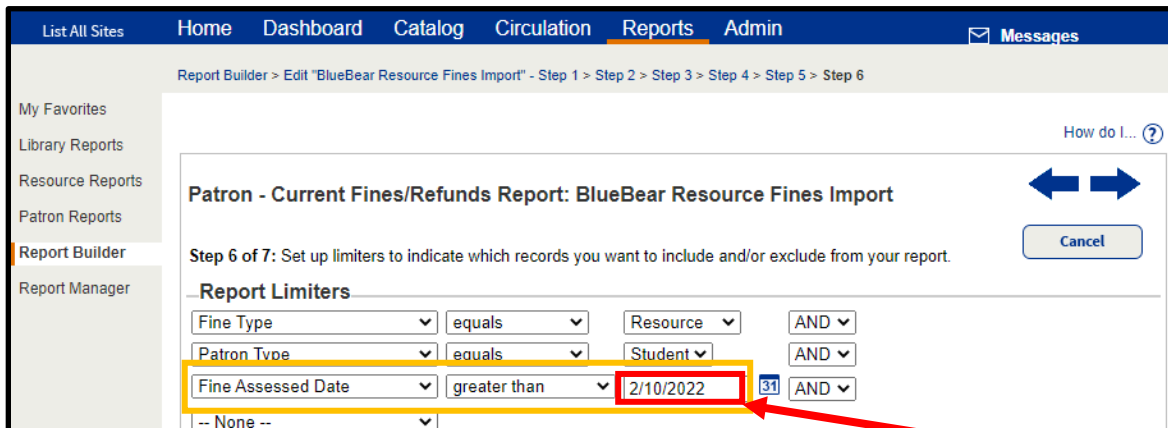 List All Sites Home Dashboard Catalog Circulation Reports Admin Messages
Report Builder > Edit "BlueBear Resource Fines Import" - Step 1 > Step 2 > Step 3 > Step 4 > Step 5 > Step 6
My Favorites
How do I... ?
Library Reports
Resource Reports
Patron - Current Fines/Refunds Report: BlueBear Resource Fines Import
Patron Reports
Cancel
Report Builder
Step 6 of 7: Set up limiters to indicate which records you want to include and/or exclude from your report.
Report Manager
Report Limiters
Fine Type equals Resource AND
Patron Type equals Student AND
Fine Assessed Date greater than 2/10/2022 31 AND
-- None --